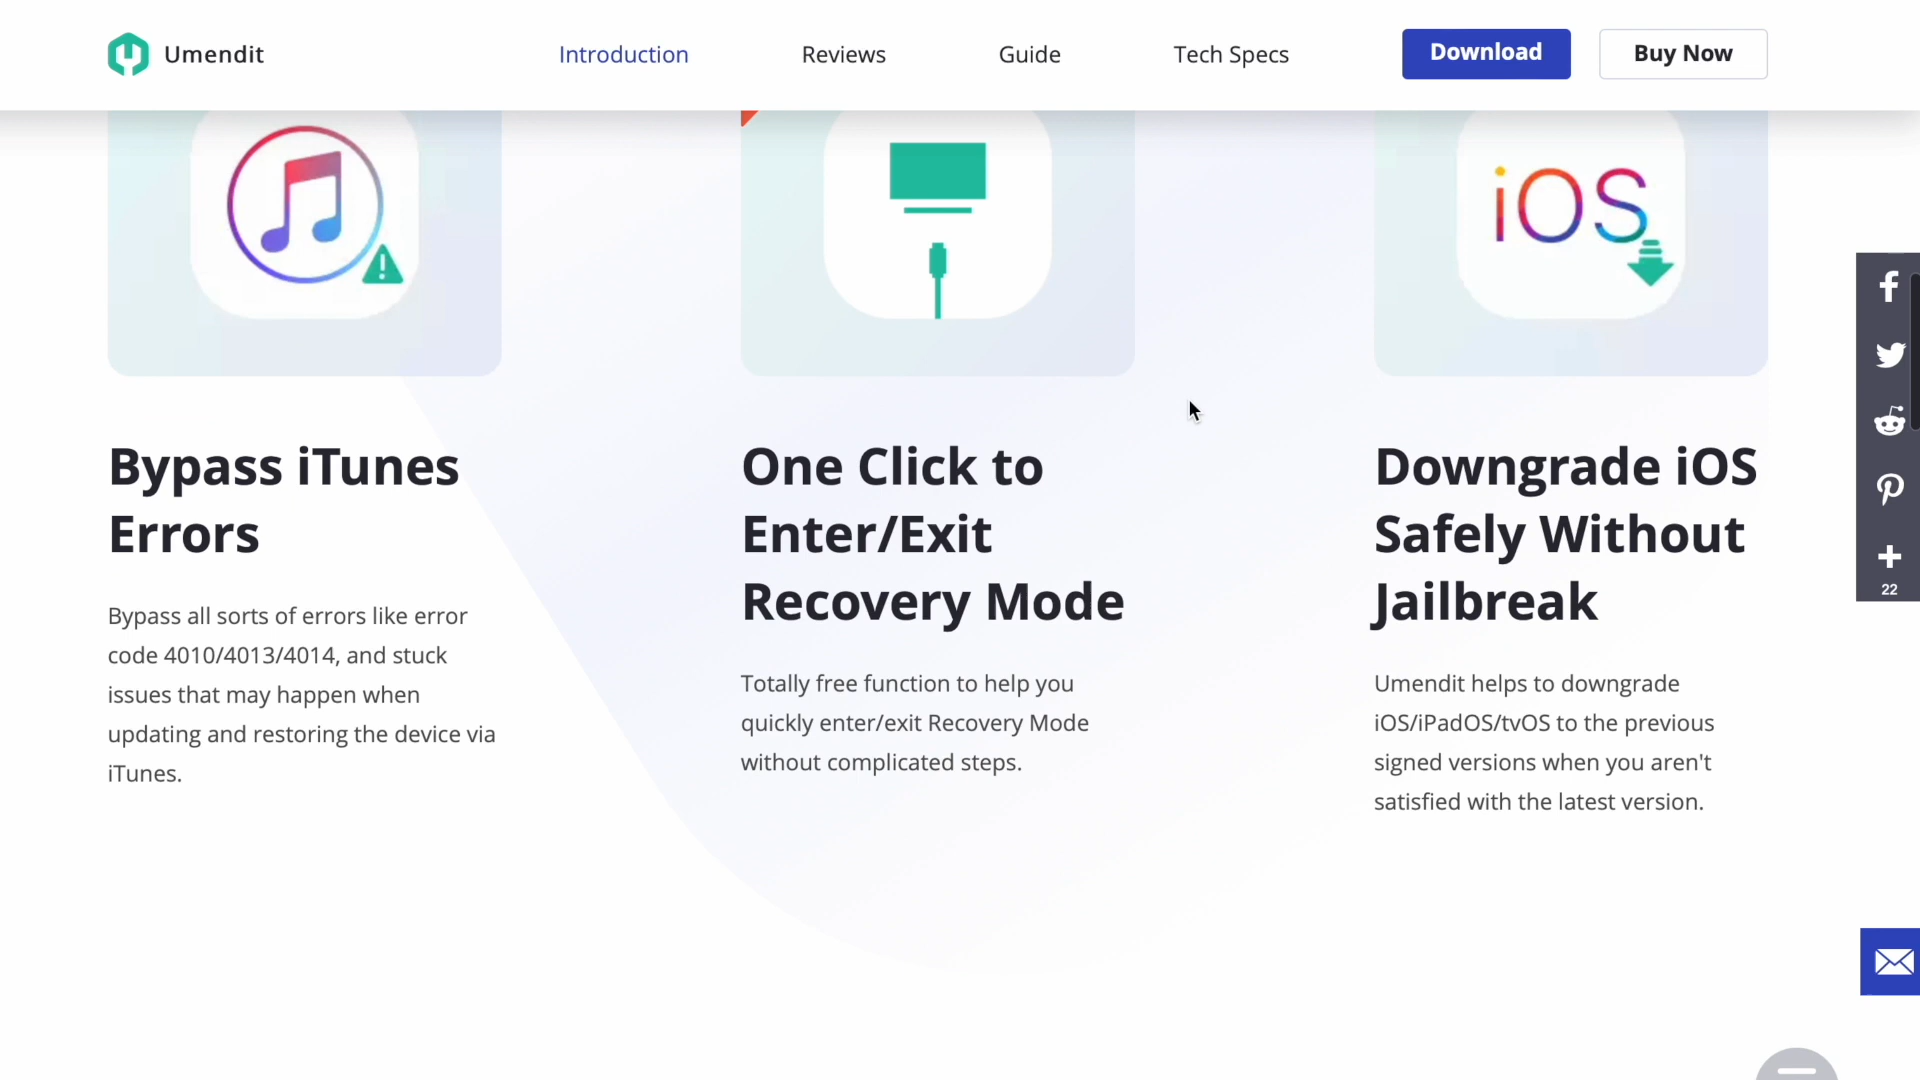 Umendit
Introduction
Reviews
Guide
Tech Specs
Download
Buy Now
iOS
Bypass iTunes
Errors
Bypass all sorts of errors like error
code 4010/4013/4014, and stuck
issues that may happen when
updating and restoring the device via
iTunes.
One Click to
Enter/Exit
Recovery Mode
Totally free function to help you
quickly enter/exit Recovery Mode
without complicated steps.
Downgrade iOS
Safely Without
Jailbreak
Umendit helps to downgrade
iOS/iPadOS/tvOS to the previous
signed versions when you aren't
satisfied with the latest version.
22